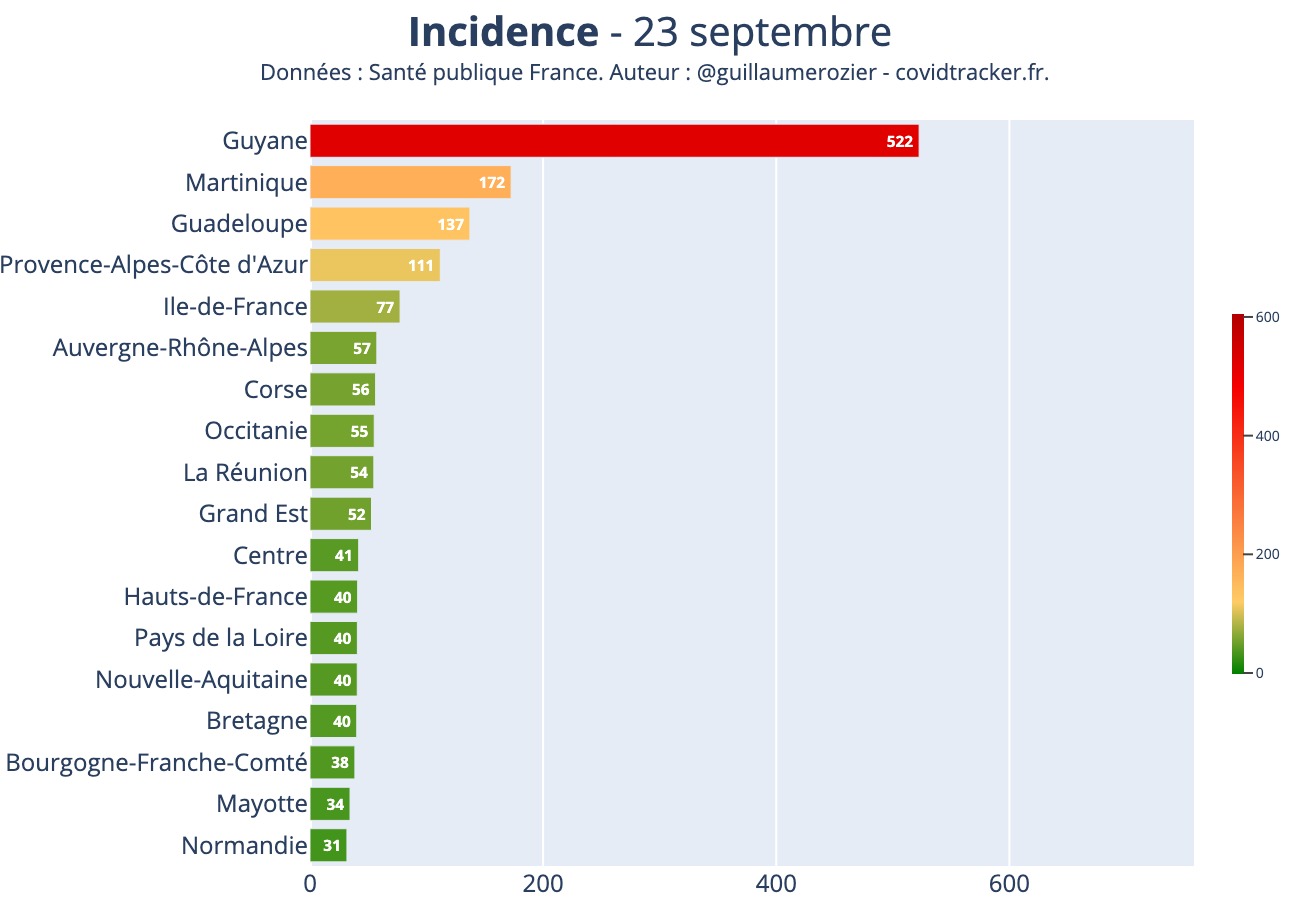 Incidence - 23 septembre
Données : Santé publique France. Auteur : @guillaumerozier - covidtracker.fr.
Guyane 522
Martinique 172
Guadeloupe 137
Provence-Alpes-Côte d'Azur 111
Ile-de-France 77
Auvergne-Rhône-Alpes 57
Corse 56
Occitanie 55
La Réunion 54
Grand Est 52
Centre 41
Hauts-de-France 40
Pays de la Loire 40
Nouvelle-Aquitaine 40
Bretagne 40
Bourgogne-Franche-Comté 38
Mayotte 34
Normandie 31
0 200 400 600
600
400
200
0